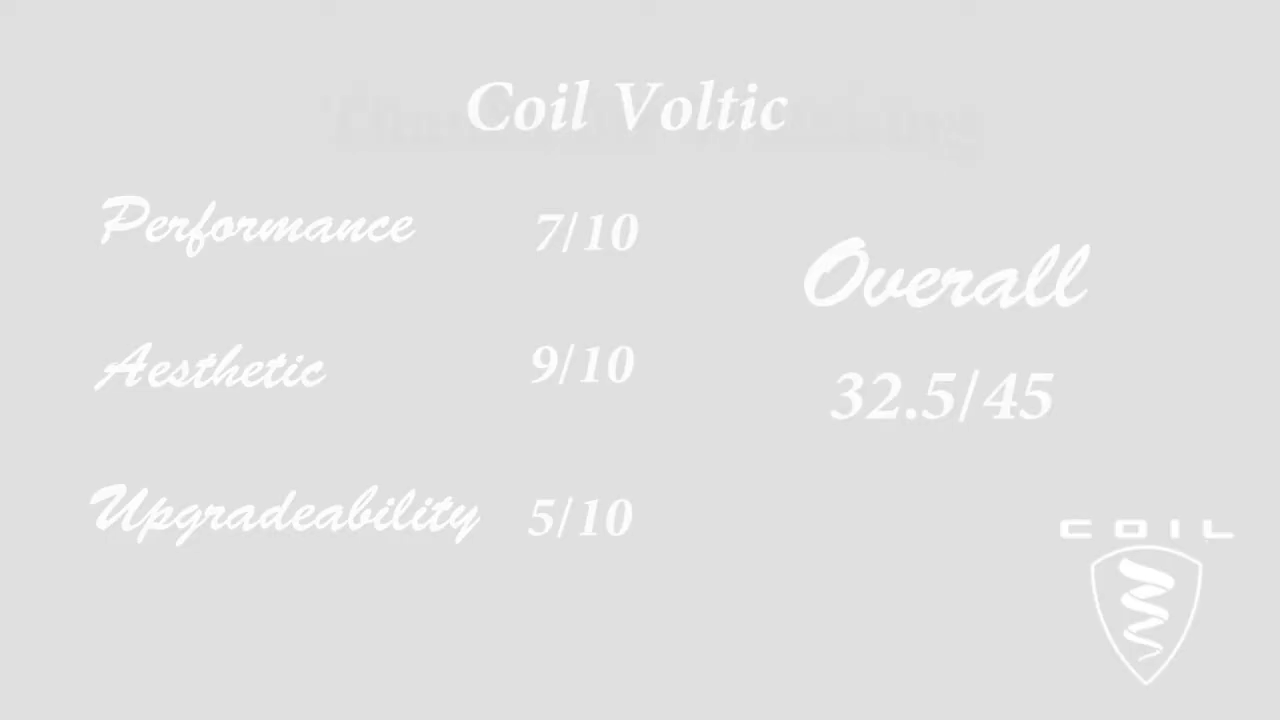 Coil Voltic
Performance 7/10
Aesthetic 9/10
Upgradeability 5/10
Overall
32.5/45
COIL